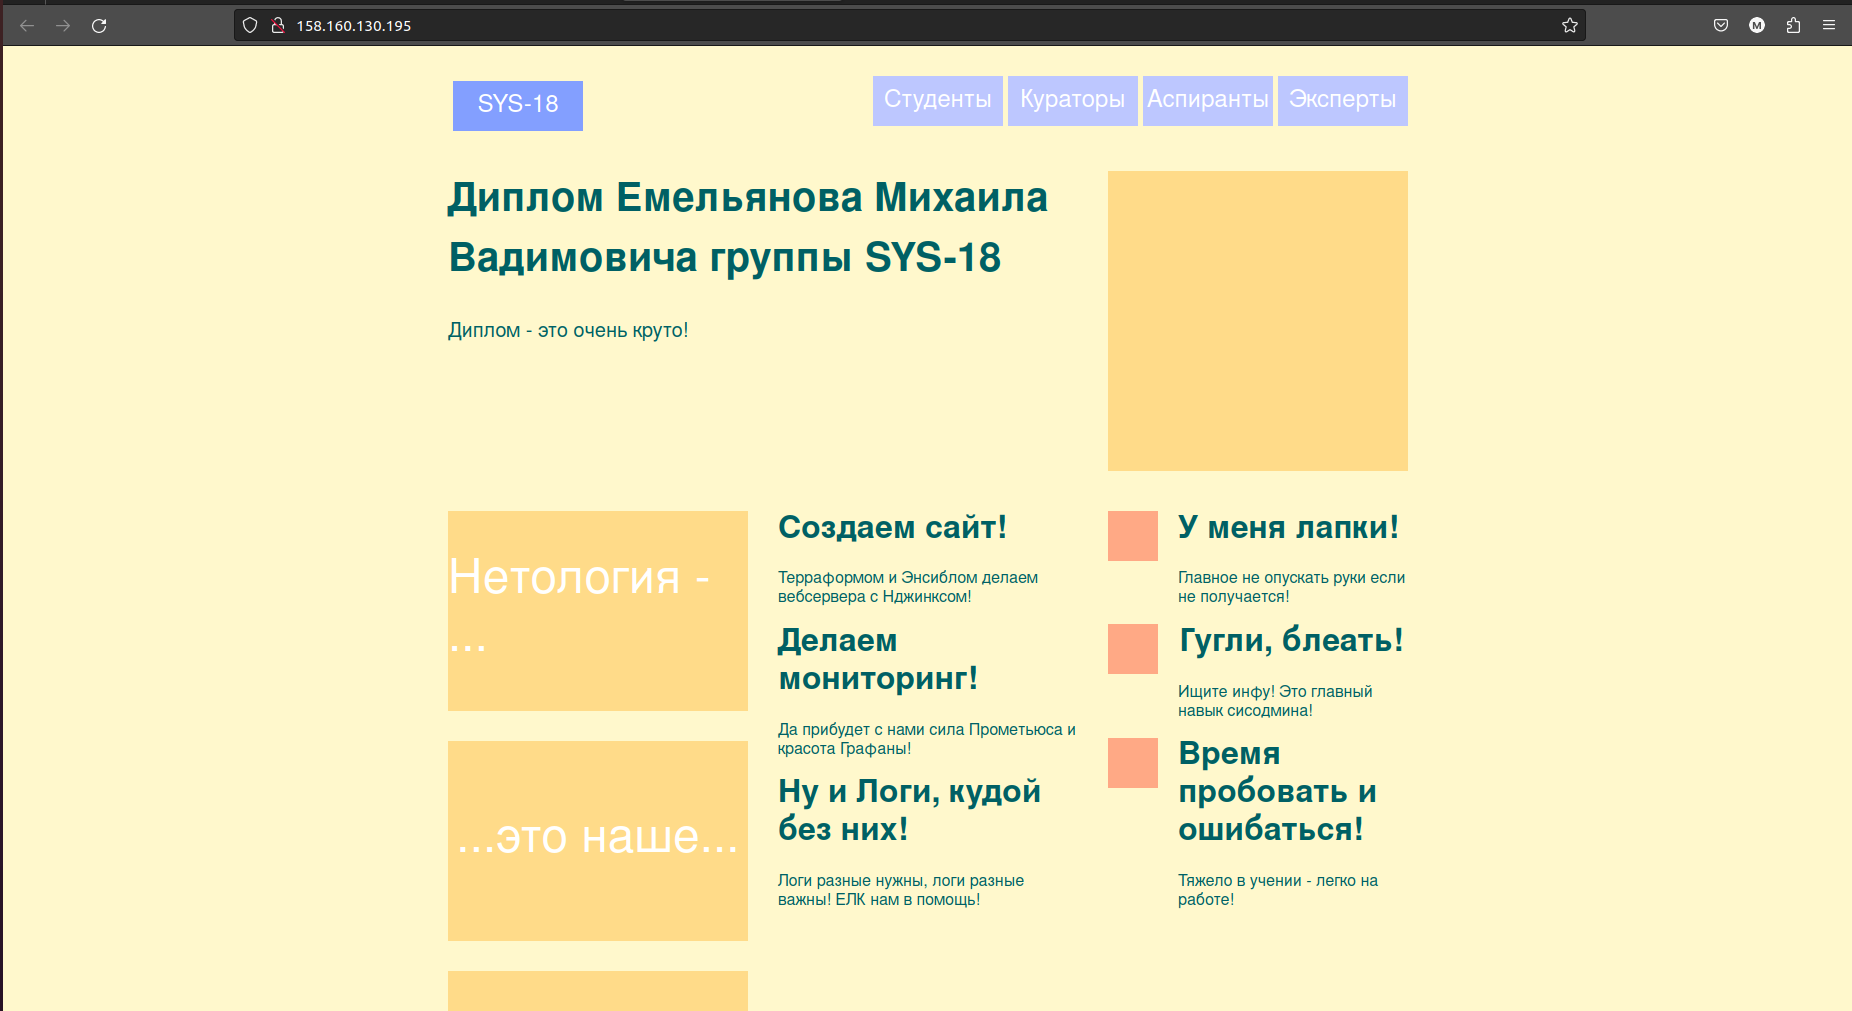 158.160.130.195
M
SYS-18
Студенты
Кураторы
Аспиранты
Эксперты
Диплом Емельянова Михаила
Вадимовича группы SYS-18
Диплом - это очень круто!
Нетология -
...
...это наше...
Создаем сайт!
Терраформом и Энсиблом делаем
вебсервера с Нджинксом!
Делаем
мониторинг!
Да прибудет с нами сила Прометьюса и
красота Графаны!
Ну и Логи, кудой
без них!
Логи разные нужны, логи разные
важны! ЕЛК нам в помощь!
У меня лапки!
Главное не опускать руки если
не получается!
Гугли, блеать!
Ищите инфу! Это главный
навык сисодмина!
Время
пробовать и
ошибаться!
Тяжело в учении - легко на
работе!